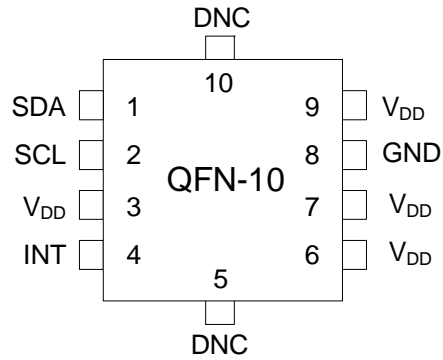 DNC
10
SDA 1 9 VDD
SCL 2 8 GND
QFN-10
VDD 3 7 VDD
INT 4 6 VDD
5
DNC